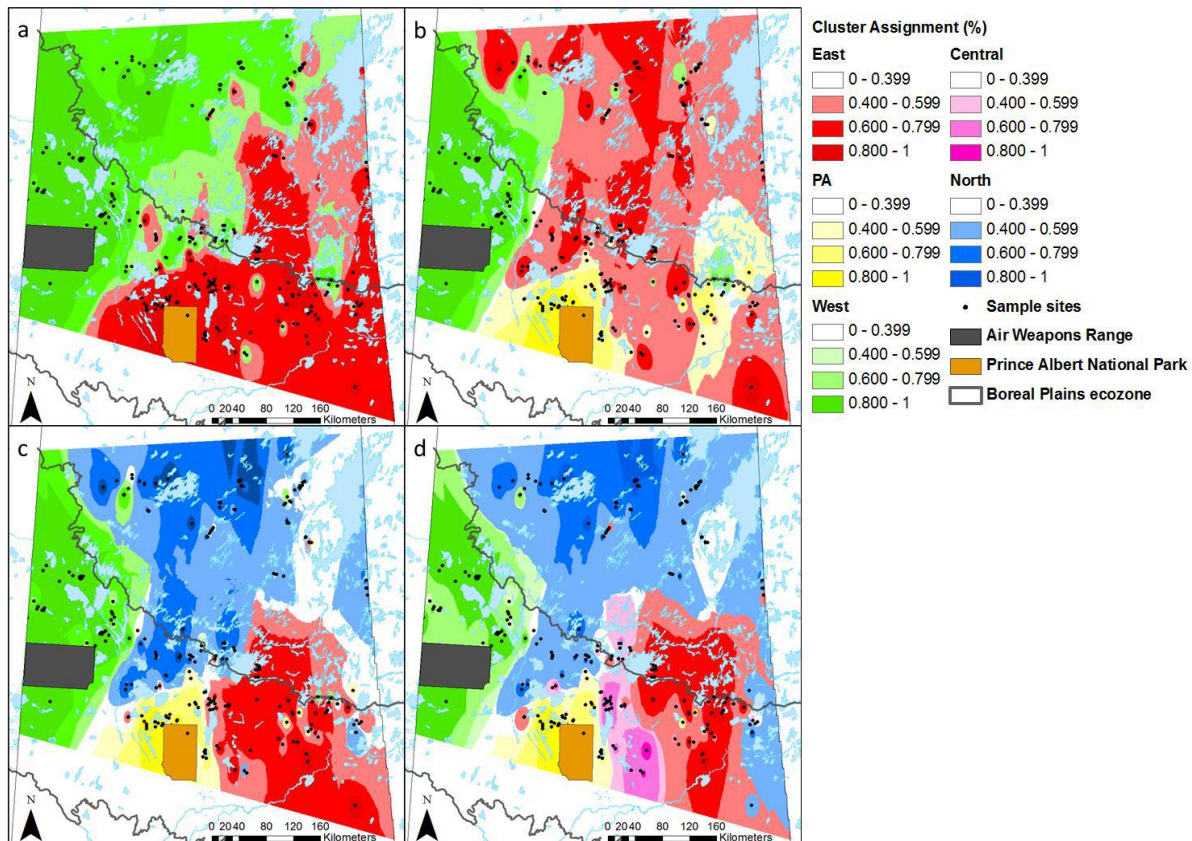 a
b
N
0 20 40 80 120 160
Kilometers
N
0 20 40 80 120 160
Kilometers
c
d
N
0 20 40 80 120 160
Kilometers
N
0 20 40 80 120 160
Kilometers
Cluster Assignment (%)
East
0 - 0.399
0.400 - 0.599
0.600 - 0.799
0.800 - 1
PA
0 - 0.399
0.400 - 0.599
0.600 - 0.799
0.800 - 1
West
0 - 0.399
0.400 - 0.599
0.600 - 0.799
0.800 - 1
Central
0 - 0.399
0.400 - 0.599
0.600 - 0.799
0.800 - 1
North
0 - 0.399
0.400 - 0.599
0.600 - 0.799
0.800 - 1
Sample sites
Air Weapons Range
Prince Albert National Park
Boreal Plains ecozone